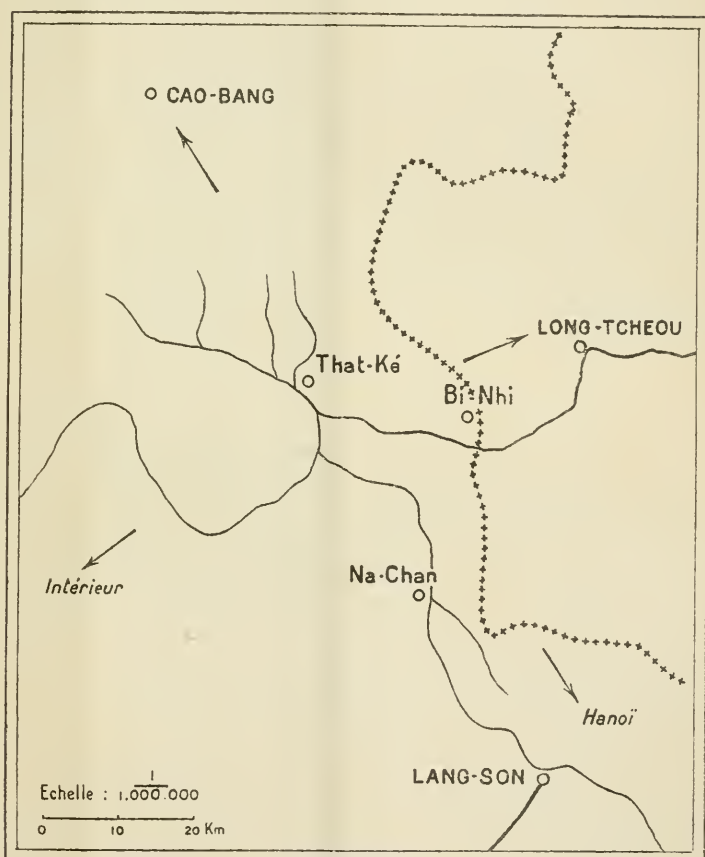 CAO-BANG
LONG-TCHEOU
That-Ké
Bi-Nhi
Na-Chan
Intérieur
Hanoï
LANG-SON
Echelle : 1/1.000.000
0 10 20 Km